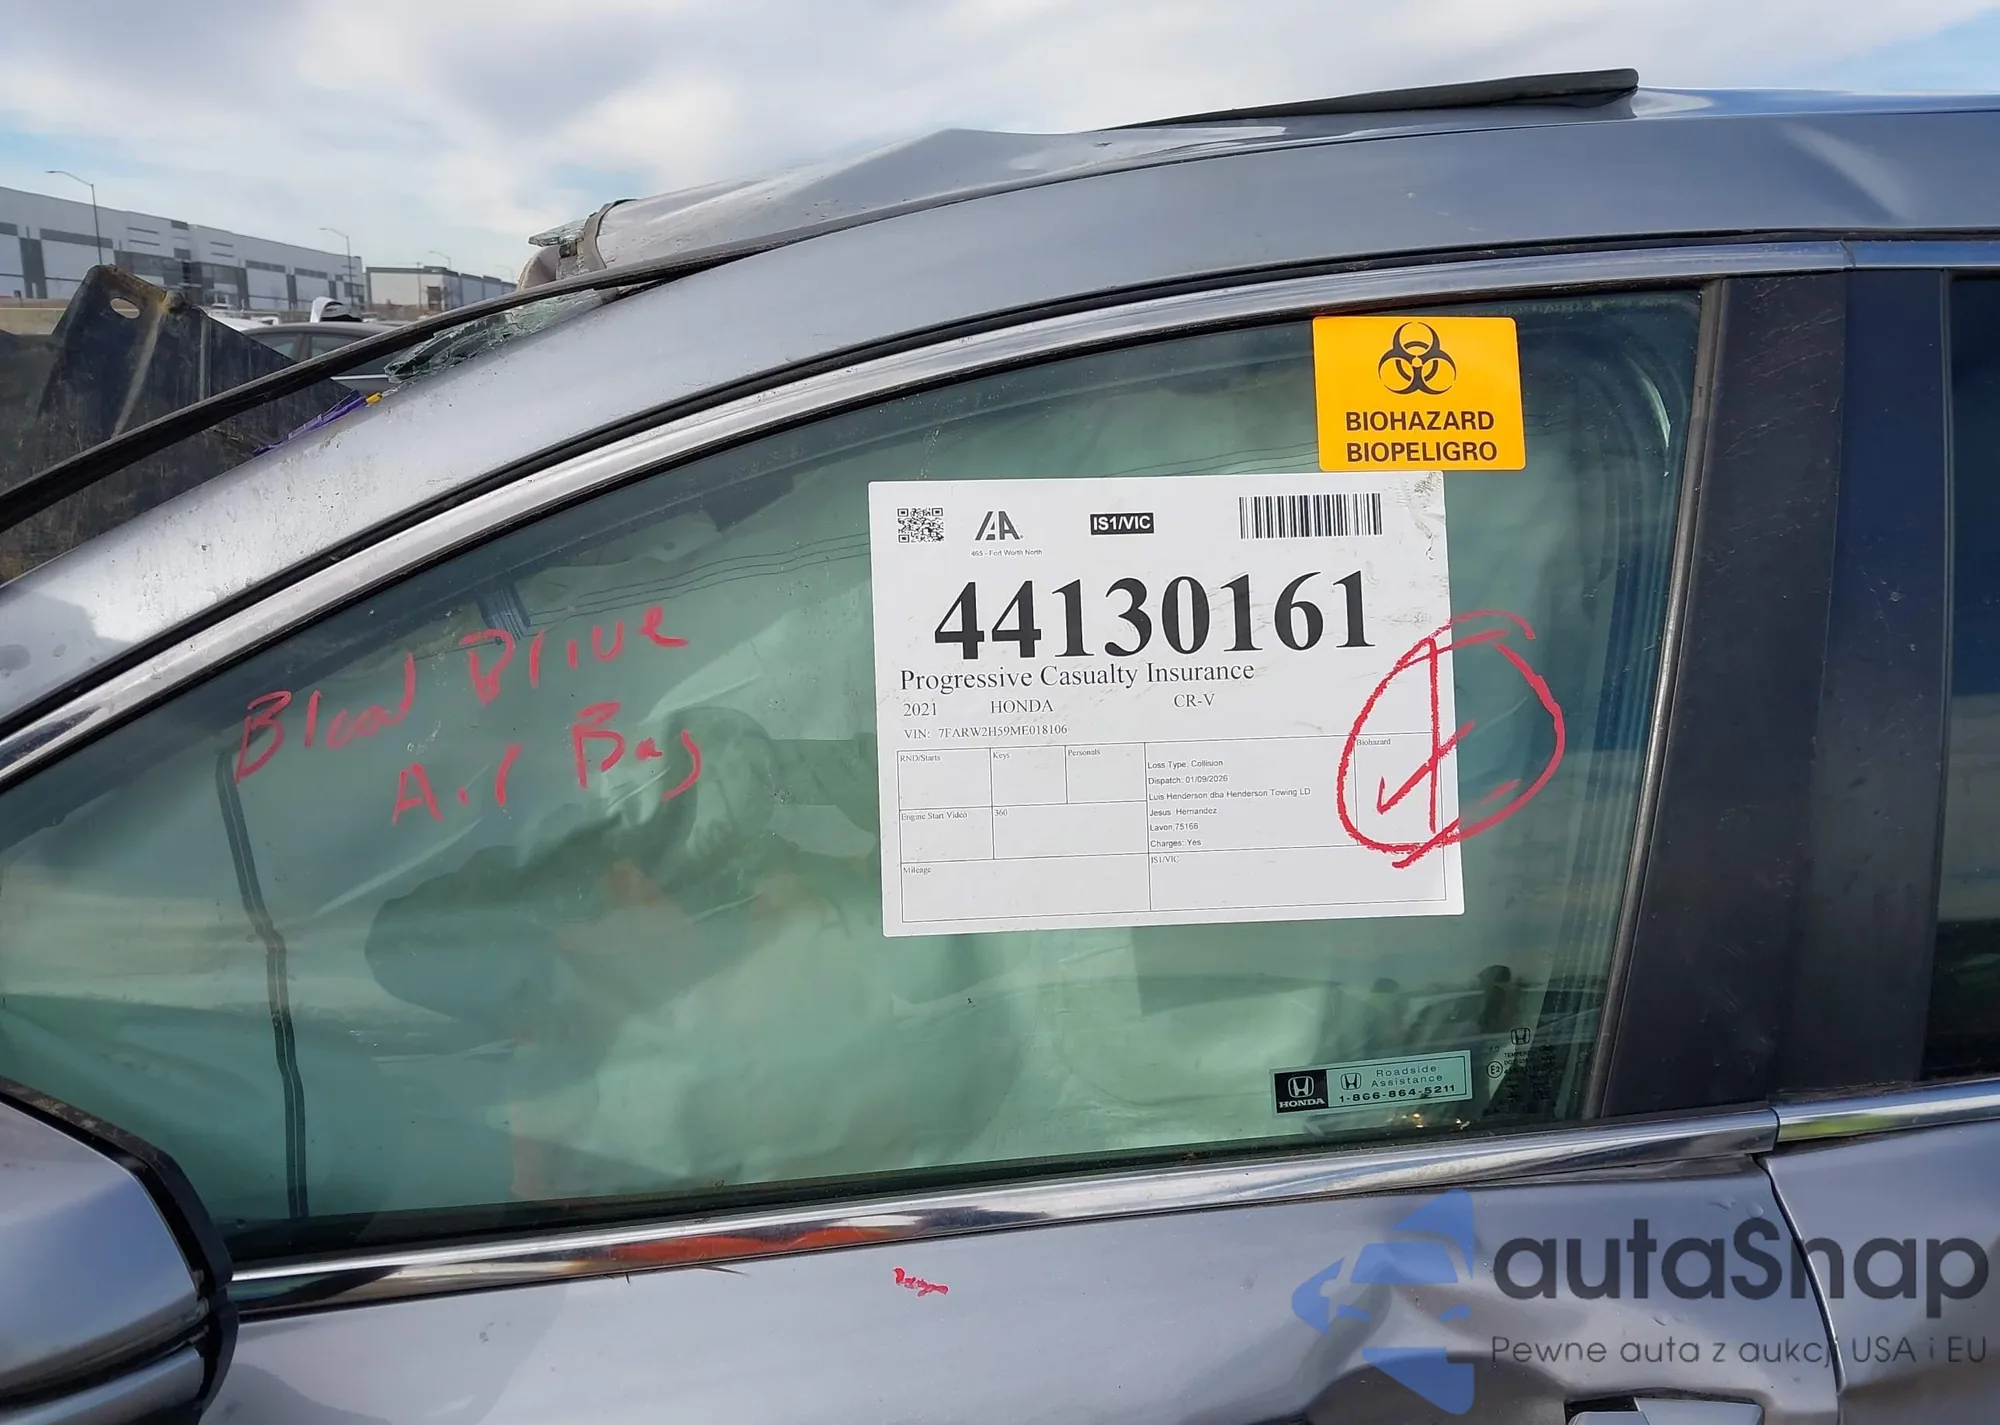 BIOHAZARD
BIOPELIGRO
IAA
IS1/VIC
465 - Fort Worth North
44130161
Progressive Casualty Insurance
2021 HONDA CR-V
VIN: 7FARW2H59ME018106
RND/Starts Keys Personals Biohazard
Loss Type: Collision
Dispatch: 01/09/2026
Luis Henderson dba Henderson Towing LD
Jesus Hernandez
Lavon,75166
Charges: Yes
Engine Start Video 360
IS1/VIC
Mileage
Blood Drive
Air Bag
HONDA
Roadside
Assistance
1-866-864-5211
autaSnap
Pewne auta z aukcji USA i EU